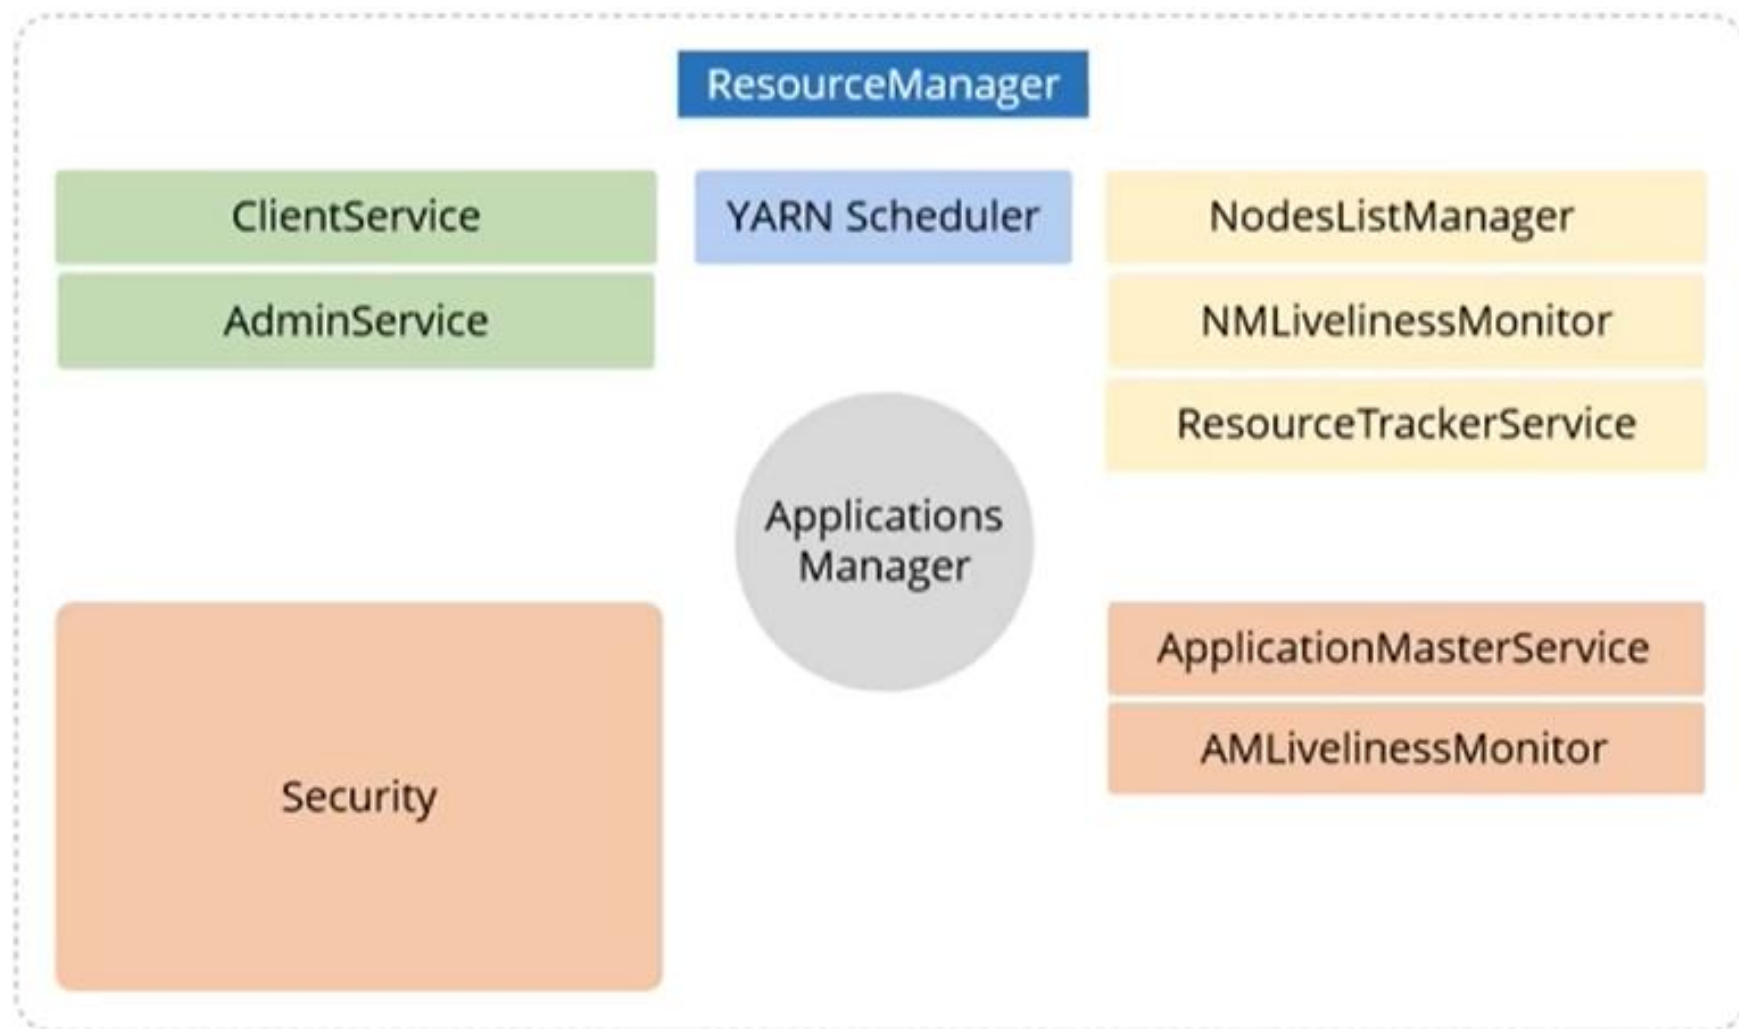 ResourceManager
ClientService
YARN Scheduler
NodesListManager
AdminService
NMLivelinessMonitor
ResourceTrackerService
Applications
Manager
Security
ApplicationMasterService
AMLivelinessMonitor